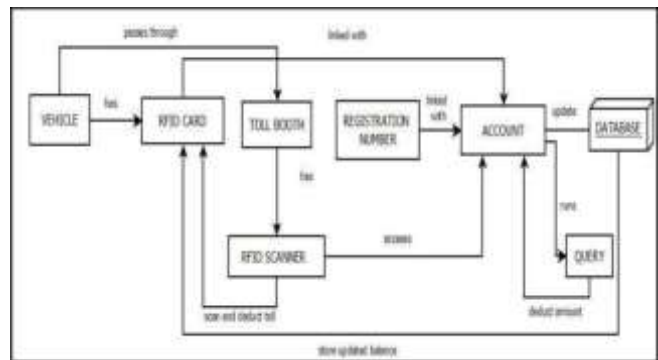 passes through
linked with
has
linked
with
update
VEHICLE
RFID CARD
TOLL BOOTH
REGISTRATION
NUMBER
ACCOUNT
DATABASE
has
runs
RFID SCANNER
access
QUERY
scan and deduct toll
deduct amount
store updated balance